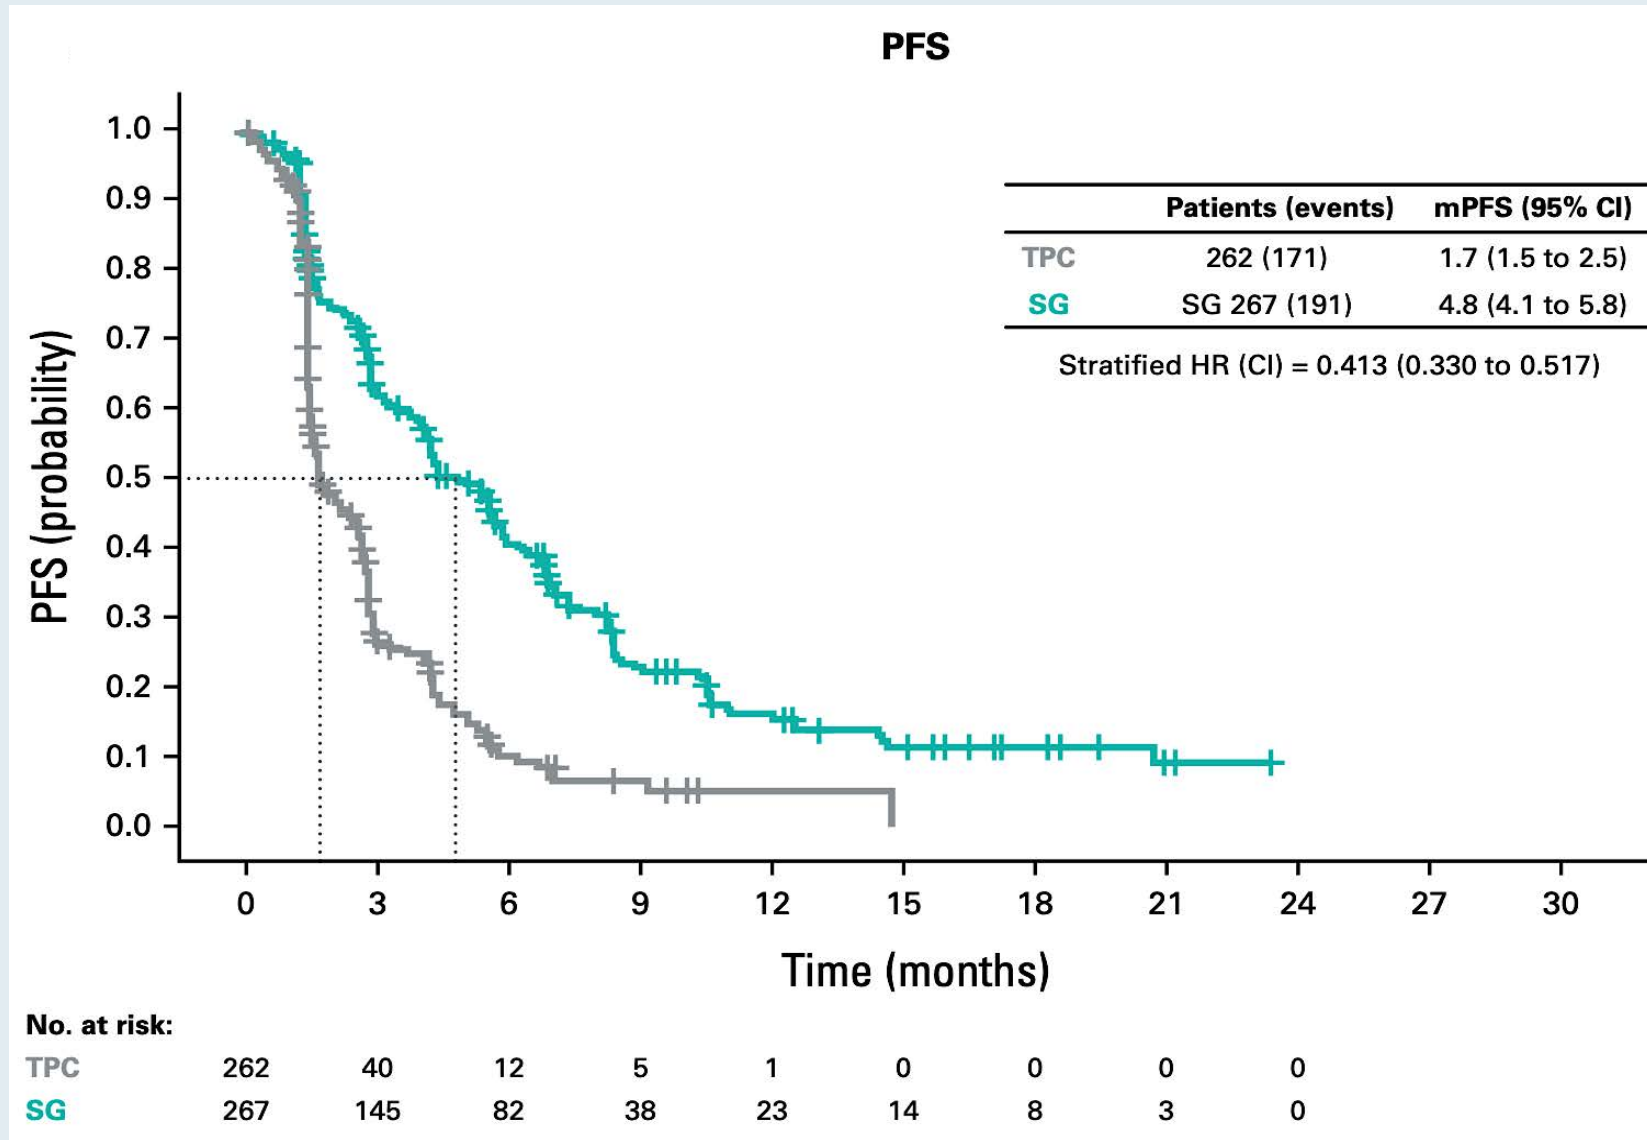 PFS
PFS (probability)
1.0
0.9
0.8
0.7
0.6
0.5
0.4
0.3
0.2
0.1
0.0
Patients (events) mPFS (95% CI)
TPC 262 (171) 1.7 (1.5 to 2.5)
SG SG 267 (191) 4.8 (4.1 to 5.8)
Stratified HR (CI) = 0.413 (0.330 to 0.517)
0 3 6 9 12 15 18 21 24 27 30
Time (months)
No. at risk:
TPC 262 40 12 5 1 0 0 0 0
SG 267 145 82 38 23 14 8 3 0